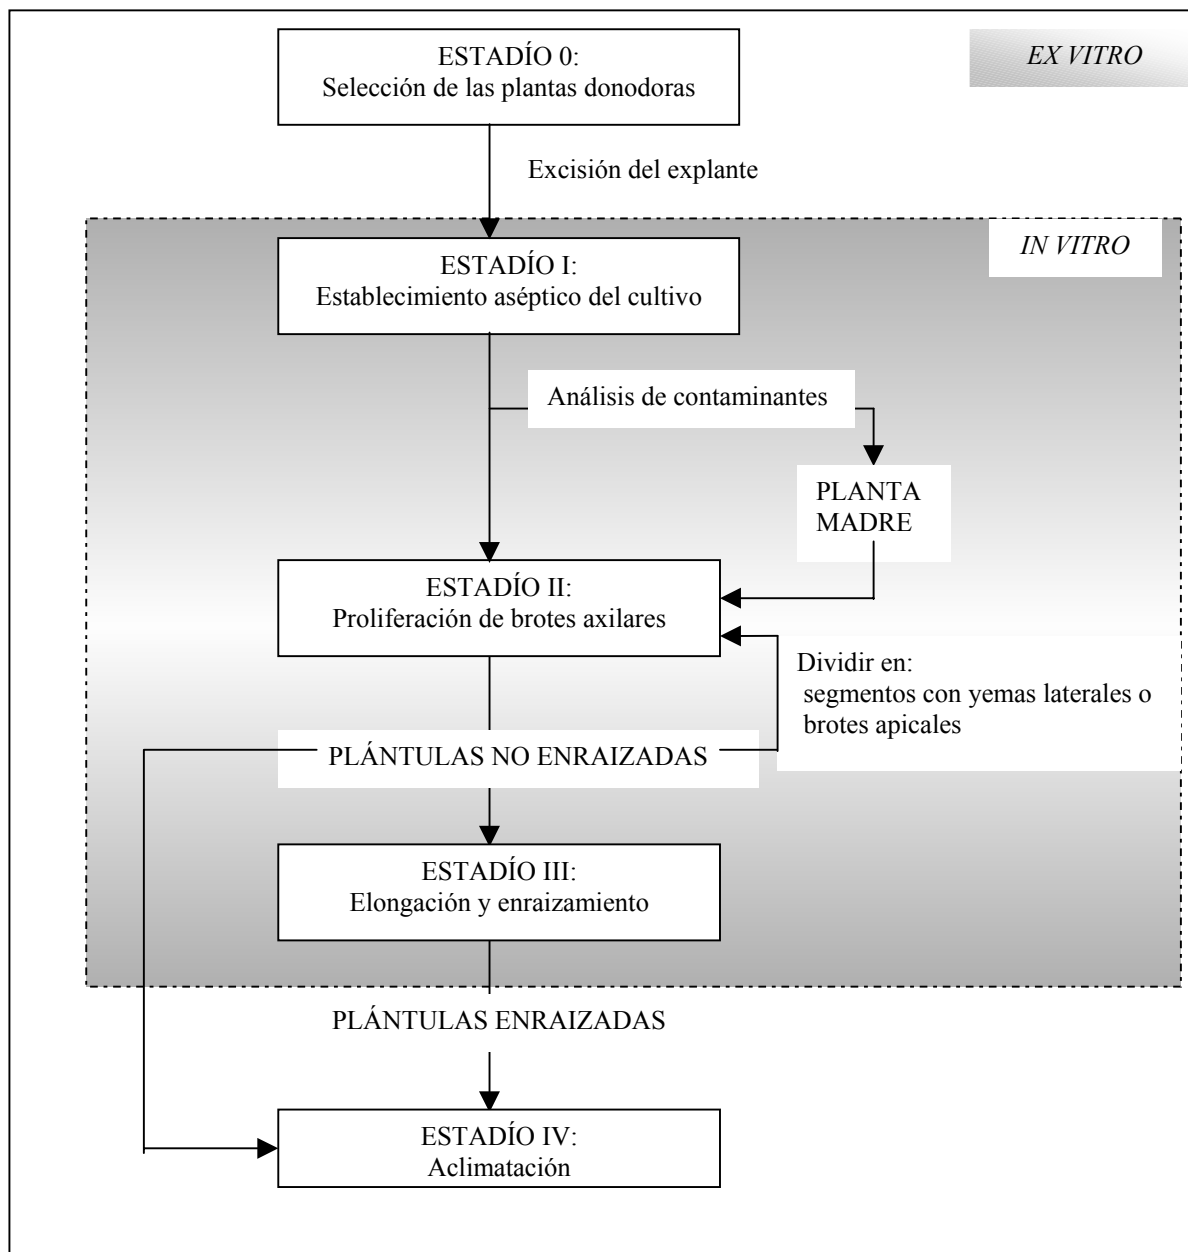 ESTADÍO 0:
Selección de las plantas donodoras
EX VITRO
Excisión del explante
IN VITRO
ESTADÍO I:
Establecimiento aséptico del cultivo
Análisis de contaminantes
PLANTA
MADRE
ESTADÍO II:
Proliferación de brotes axilares
Dividir en:
segmentos con yemas laterales o
brotes apicales
PLÁNTULAS NO ENRAIZADAS
ESTADÍO III:
Elongación y enraizamiento
PLÁNTULAS ENRAIZADAS
ESTADÍO IV:
Aclimatación